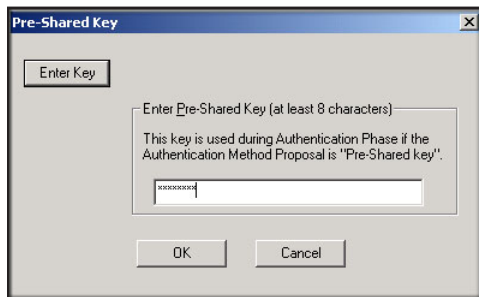 Pre-Shared Key
Enter Key
Enter Pre-Shared Key (at least 8 characters)
This key is used during Authentication Phase if the
Authentication Method Proposal is "Pre-Shared key".
********
OK
Cancel